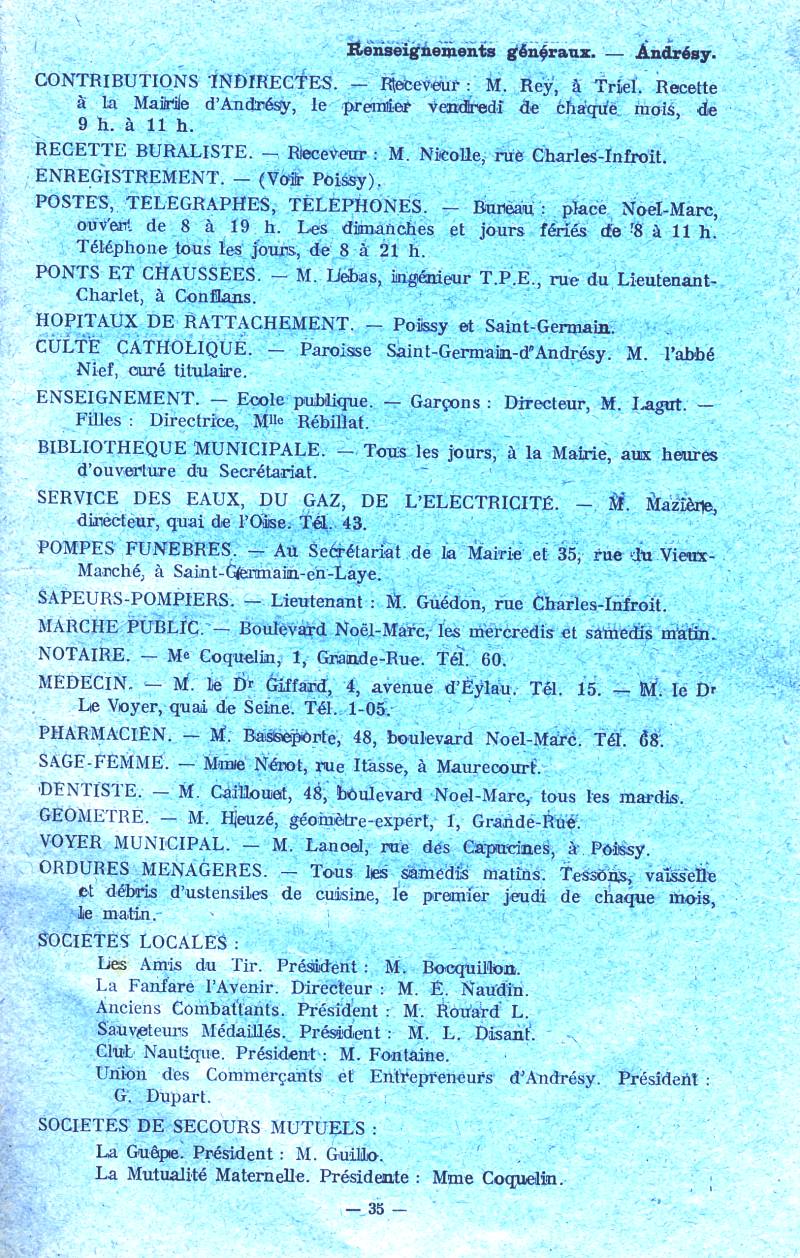 Renseignements généraux. — Andrésy.
CONTRIBUTIONS INDIRECTES. — Receveur : M. Rey, à Triel. Recette
à la Mairie d'Andrésy, le premier vendredi de chaque mois, de
9 h. à 11 h.
RECETTE BURALISTE. — Receveur : M. Nicolle, rue Charles-Infroit.
ENREGISTREMENT. — (Voir Poissy).
POSTES, TELEGRAPHES, TELEPHONES. — Bureau : place Noel-Marc,
ouvert de 8 à 19 h. Les dimanches et jours fériés de 8 à 11 h.
Téléphone tous les jours, de 8 à 21 h.
PONTS ET CHAUSSEES. — M. Lebas, ingénieur T.P.E., rue du Lieutenant-
Charlet, à Conflans.
HOPITAUX DE RATTACHEMENT. — Poissy et Saint-Germain.
CULTE CATHOLIQUE. — Paroisse Saint-Germain-d'Andrésy. M. l'abbé
Nief, curé titulaire.
ENSEIGNEMENT. — Ecole publique. — Garçons : Directeur, M. Lagut. —
Filles : Directrice, Mlle Rébillat.
BIBLIOTHEQUE MUNICIPALE. — Tous les jours, à la Mairie, aux heures
d'ouverture du Secrétariat.
SERVICE DES EAUX, DU GAZ, DE L'ELECTRICITÉ. — M. Mazière,
directeur, quai de l'Oise. Tél. 43.
POMPES FUNEBRES. — Au Secrétariat de la Mairie et 35, rue du Vieux-
Marché, à Saint-Germain-en-Laye.
SAPEURS-POMPIERS. — Lieutenant : M. Guédon, rue Charles-Infroit.
MARCHE PUBLIC. — Boulevard Noël-Marc, les mercredis et samedis matin.
NOTAIRE. — Me Coquelin, 1, Grande-Rue. Tél. 60.
MEDECIN. — M. le Dr Giffard, 4, avenue d'Eylau. Tél. 15. — M. le Dr
Le Voyer, quai de Seine. Tél. 1-05.
PHARMACIEN. — M. Basseporte, 48, boulevard Noel-Marc. Tél. 68.
SAGE-FEMME. — Mme Nérot, rue Itasse, à Maurecourt.
DENTISTE. — M. Caillouet, 48, boulevard Noel-Marc, tous les mardis.
GEOMETRE. — M. Heuzé, géomètre-expert, 1, Grande-Rue.
VOYER MUNICIPAL. — M. Lanoel, rue des Capucines, à Poissy.
ORDURES MENAGERES. — Tous les samedis matins. Tessons, vaisselle
et débris d'ustensiles de cuisine, le premier jeudi de chaque mois,
le matin.
SOCIETES LOCALES :
Les Amis du Tir. Président : M. Bocquillon.
La Fanfare l'Avenir. Directeur : M. E. Naudin.
Anciens Combattants. Président : M. Rouard L.
Sauveteurs Médaillés. Président : M. L. Disant.
Club Nautique. Président : M. Fontaine.
Union des Commerçants et Entrepreneurs d'Andrésy. Président :
G. Dupart.
SOCIETES DE SECOURS MUTUELS :
La Guêpe. Président : M. Guillo.
La Mutualité Maternelle. Présidente : Mme Coquelin.
— 35 —